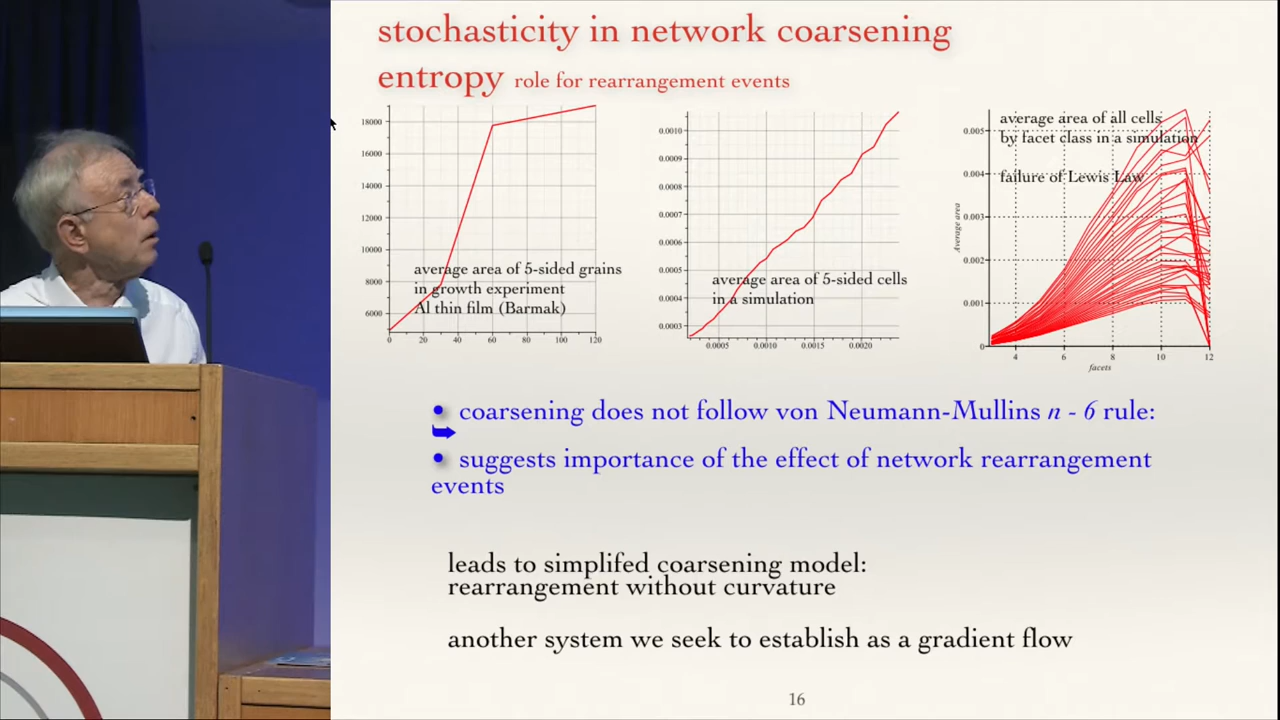 stochasticity in network coarsening
entropy role for rearrangement events
18000
16000
14000
12000
10000
8000
6000
0 20 40 60 80 100 120
average area of 5-sided grains
in growth experiment
Al thin film (Barmak)
0.0010
0.0009
0.0008
0.0007
0.0006
0.0005
0.0004
0.0003
0.0005 0.0010 0.0015 0.0020
average area of 5-sided cells
in a simulation
average area of all cells
by facet class in a simulation
failure of Lewis Law
Average area
0.005
0.004
0.003
0.002
0.001
0
4 6 8 10 12
facets
• coarsening does not follow von Neumann-Mullins n - 6 rule:
• suggests importance of the effect of network rearrangement
events
leads to simplifed coarsening model:
rearrangement without curvature
another system we seek to establish as a gradient flow
16